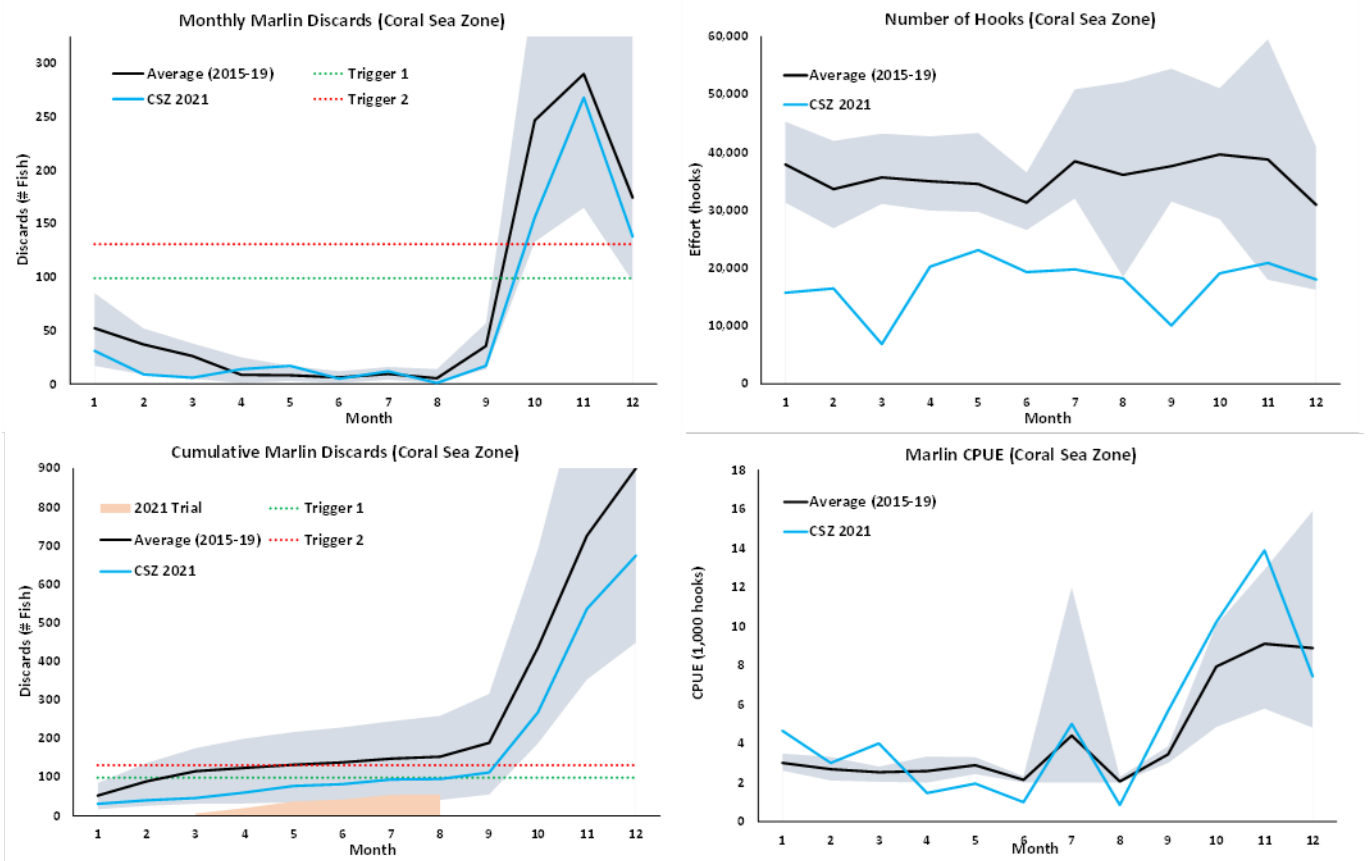 Monthly Marlin Discards (Coral Sea Zone)
Average (2015-19)
Trigger 1
CSZ 2021
Trigger 2
Discards (# Fish)
300
250
200
150
100
50
0
1 2 3 4 5 6 7 8 9 10 11 12
Month
Number of Hooks (Coral Sea Zone)
Average (2015-19)
CSZ 2021
Effort (hooks)
60,000
50,000
40,000
30,000
20,000
10,000
0
1 2 3 4 5 6 7 8 9 10 11 12
Month
Cumulative Marlin Discards (Coral Sea Zone)
2021 Trial
Trigger 1
Average (2015-19)
Trigger 2
CSZ 2021
Discards (# Fish)
900
800
700
600
500
400
300
200
100
0
1 2 3 4 5 6 7 8 9 10 11 12
Month
Marlin CPUE (Coral Sea Zone)
Average (2015-19)
CSZ 2021
CPUE (1,000 hooks)
18
16
14
12
10
8
6
4
2
0
1 2 3 4 5 6 7 8 9 10 11 12
Month